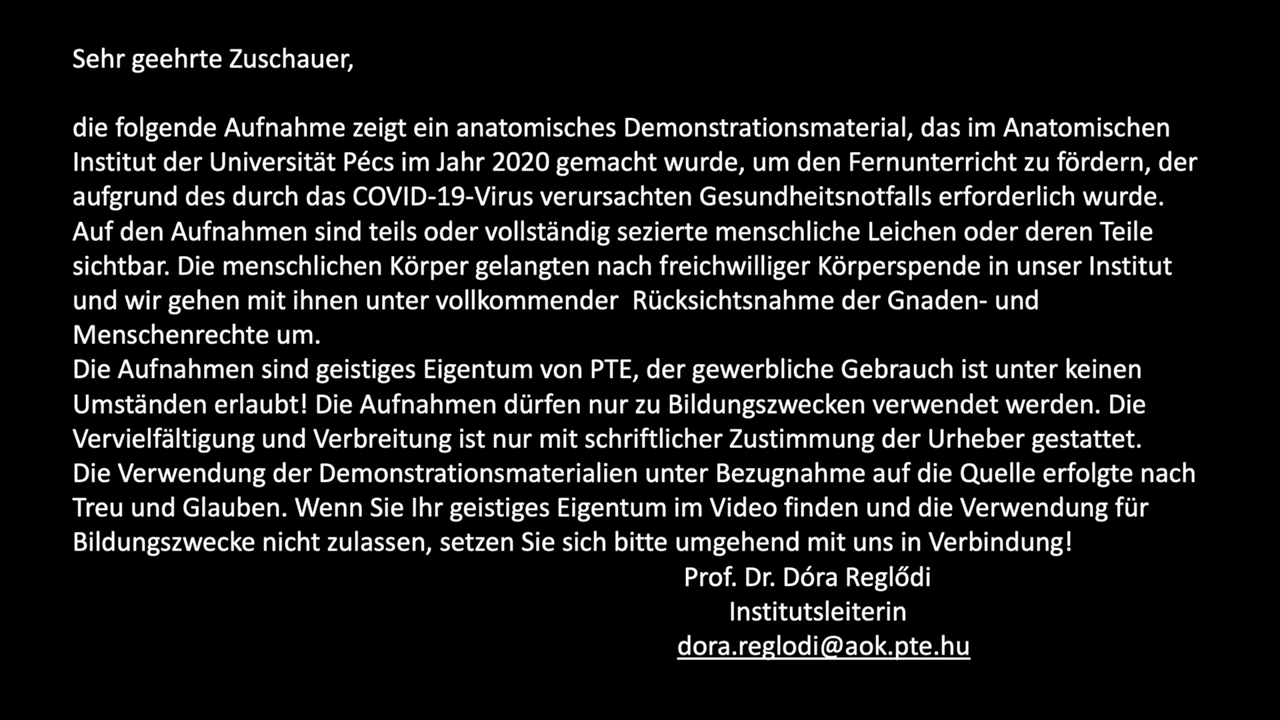 Sehr geehrte Zuschauer,
die folgende Aufnahme zeigt ein anatomisches Demonstrationsmaterial, das im Anatomischen
Institut der Universität Pécs im Jahr 2020 gemacht wurde, um den Fernunterricht zu fördern, der
aufgrund des durch das COVID-19-Virus verursachten Gesundheitsnotfalls erforderlich wurde.
Auf den Aufnahmen sind teils oder vollständig sezierte menschliche Leichen oder deren Teile
sichtbar. Die menschlichen Körper gelangten nach freichwilliger Körperspende in unser Institut
und wir gehen mit ihnen unter vollkommender  Rücksichtsnahme der Gnaden- und
Menschenrechte um.
Die Aufnahmen sind geistiges Eigentum von PTE, der gewerbliche Gebrauch ist unter keinen
Umständen erlaubt! Die Aufnahmen dürfen nur zu Bildungszwecken verwendet werden. Die
Vervielfältigung und Verbreitung ist nur mit schriftlicher Zustimmung der Urheber gestattet.
Die Verwendung der Demonstrationsmaterialien unter Bezugnahme auf die Quelle erfolgte nach
Treu und Glauben. Wenn Sie Ihr geistiges Eigentum im Video finden und die Verwendung für
Bildungszwecke nicht zulassen, setzen Sie sich bitte umgehend mit uns in Verbindung!
Prof. Dr. Dóra Reglődi
Institutsleiterin
dora.reglodi@aok.pte.hu